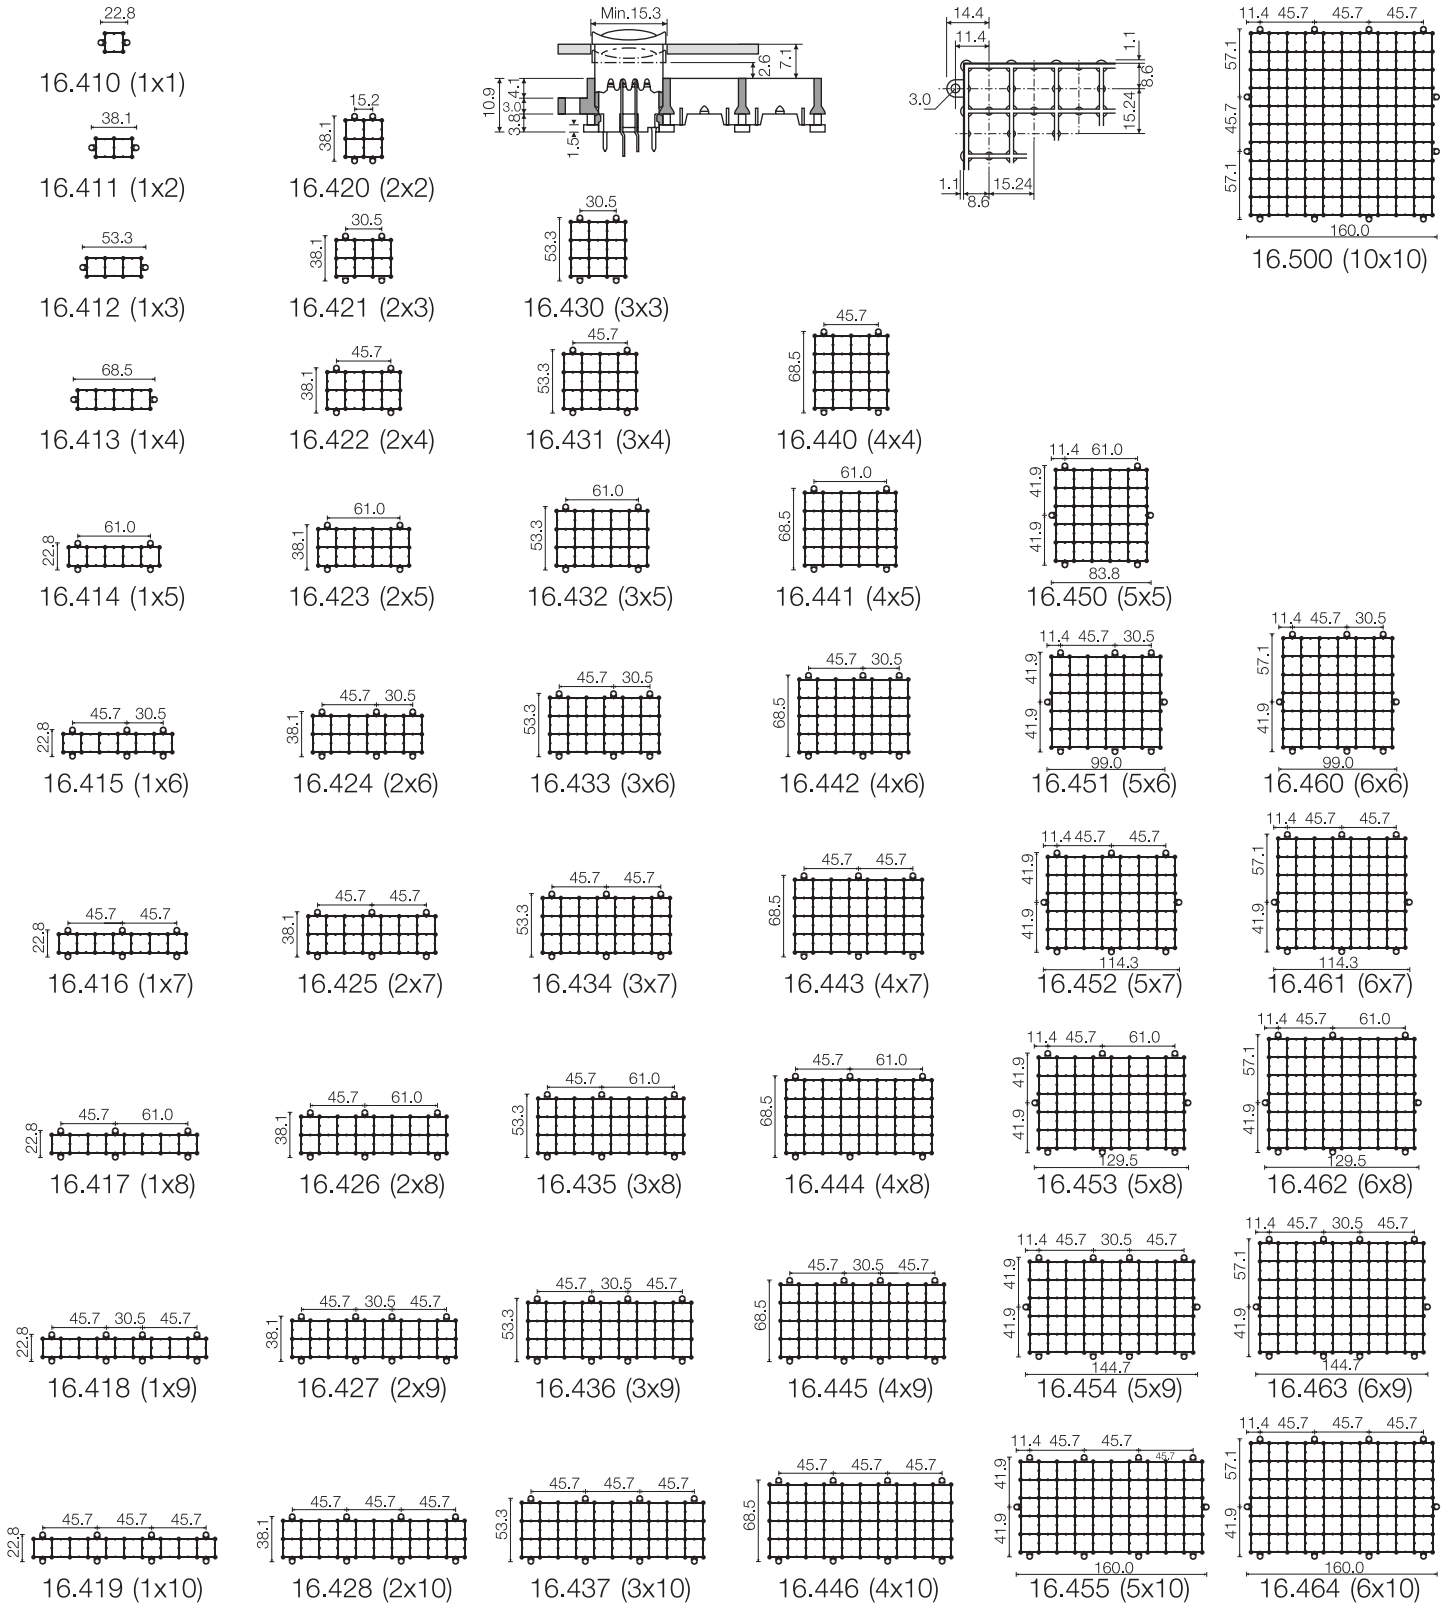 22.8
16.410 (1x1)
Min.15.3
2.6
7.1
10.9
4.1
3.0
3.8
1.5
14.4
11.4
1.1
8.6
3.0
15.24
1.1
15.24
8.6
11.4 45.7 45.7 45.7
57.1
45.7
57.1
160.0
16.500 (10x10)
38.1
16.411 (1x2)
15.2
38.1
16.420 (2x2)
53.3
16.412 (1x3)
30.5
38.1
16.421 (2x3)
30.5
53.3
16.430 (3x3)
68.5
16.413 (1x4)
45.7
38.1
16.422 (2x4)
45.7
53.3
16.431 (3x4)
45.7
68.5
16.440 (4x4)
61.0
22.8
16.414 (1x5)
61.0
38.1
16.423 (2x5)
61.0
53.3
16.432 (3x5)
61.0
68.5
16.441 (4x5)
11.4 61.0
41.9
41.9
83.8
16.450 (5x5)
45.7 30.5
22.8
16.415 (1x6)
45.7 30.5
38.1
16.424 (2x6)
45.7 30.5
53.3
16.433 (3x6)
45.7 30.5
68.5
16.442 (4x6)
11.4 45.7 30.5
41.9
41.9
99.0
16.451 (5x6)
11.4 45.7 30.5
57.1
41.9
99.0
16.460 (6x6)
45.7 45.7
22.8
16.416 (1x7)
45.7 45.7
38.1
16.425 (2x7)
45.7 45.7
53.3
16.434 (3x7)
45.7 45.7
68.5
16.443 (4x7)
11.4 45.7 45.7
41.9
41.9
114.3
16.452 (5x7)
11.4 45.7 45.7
57.1
41.9
114.3
16.461 (6x7)
45.7 61.0
22.8
16.417 (1x8)
45.7 61.0
38.1
16.426 (2x8)
45.7 61.0
53.3
16.435 (3x8)
45.7 61.0
68.5
16.444 (4x8)
11.4 45.7 61.0
41.9
41.9
129.5
16.453 (5x8)
11.4 45.7 61.0
57.1
41.9
129.5
16.462 (6x8)
45.7 30.5 45.7
22.8
16.418 (1x9)
45.7 30.5 45.7
38.1
16.427 (2x9)
45.7 30.5 45.7
53.3
16.436 (3x9)
45.7 30.5 45.7
68.5
16.445 (4x9)
11.4 45.7 30.5 45.7
41.9
41.9
144.7
16.454 (5x9)
11.4 45.7 30.5 45.7
57.1
41.9
144.7
16.463 (6x9)
45.7 45.7 45.7
22.8
16.419 (1x10)
45.7 45.7 45.7
38.1
16.428 (2x10)
45.7 45.7 45.7
53.3
16.437 (3x10)
45.7 45.7 45.7
68.5
16.446 (4x10)
11.4 45.7 45.7 45.7
41.9
41.9
160.0
16.455 (5x10)
11.4 45.7 45.7 45.7
57.1
41.9
160.0
16.464 (6x10)